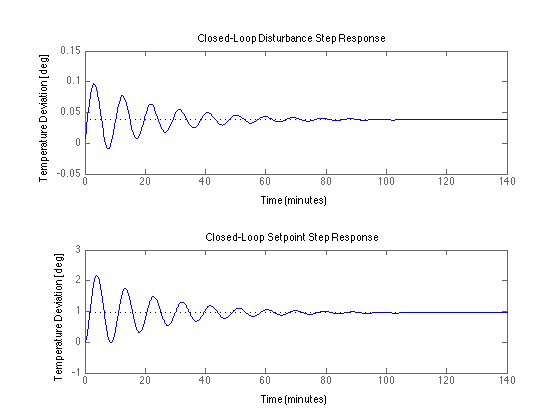 Closed-Loop Disturbance Step Response
0.15
0.1
0.05
0
-0.05
Temperature Deviation [deg]
0 20 40 60 80 100 120 140
Time (minutes)
Closed-Loop Setpoint Step Response
3
2
1
0
-1
Temperature Deviation [deg]
0 20 40 60 80 100 120 140
Time (minutes)